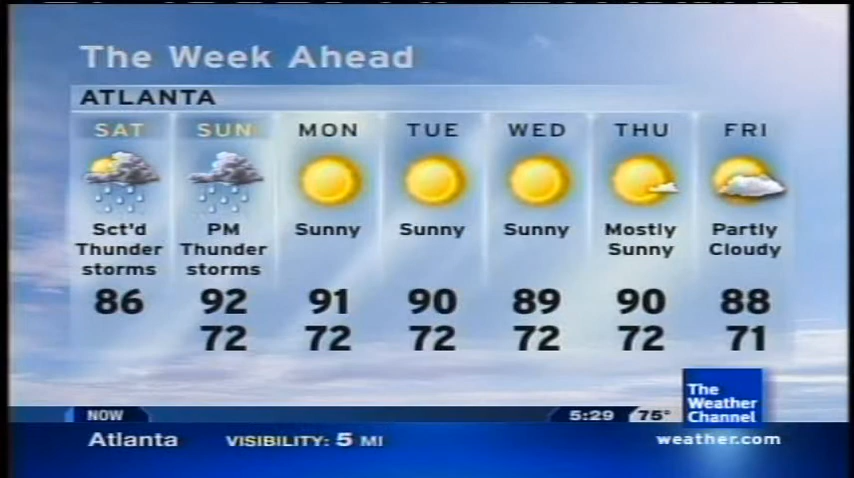 The Week Ahead
ATLANTA
SAT SUN MON TUE WED THU FRI
Sct'd PM Sunny Sunny Sunny Mostly Partly
Thunder Thunder Sunny Cloudy
storms storms
86 92 91 90 89 90 88
72 72 72 72 72 71
The
Weather
Channel
NOW 5:29 75°
Atlanta VISIBILITY: 5 MI weather.com